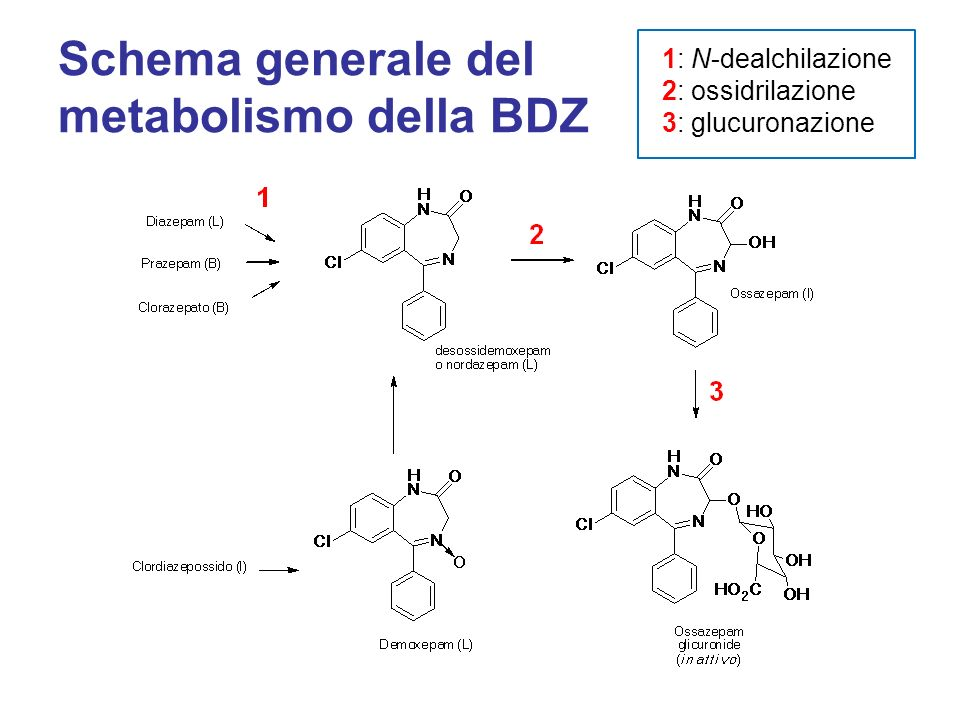 Schema generale del
metabolismo della BDZ
1: N-dealchilazione
2: ossidrilazione
3: glucuronazione
1
Diazepam (L)
Prazepam (B)
Clorazepato (B)
H
N
O
N
Cl
desossidemoxepam
o nordazepam (L)
2
H
N
O
OH
N
Cl
Ossazepam (I)
3
Clordiazepossido (I)
H
N
O
N
O
Cl
Demoxepam (L)
H
N
O
O
N
Cl
HO
O
OH
OH
HO2C
Ossazepam
glicuronide
(inattivo)